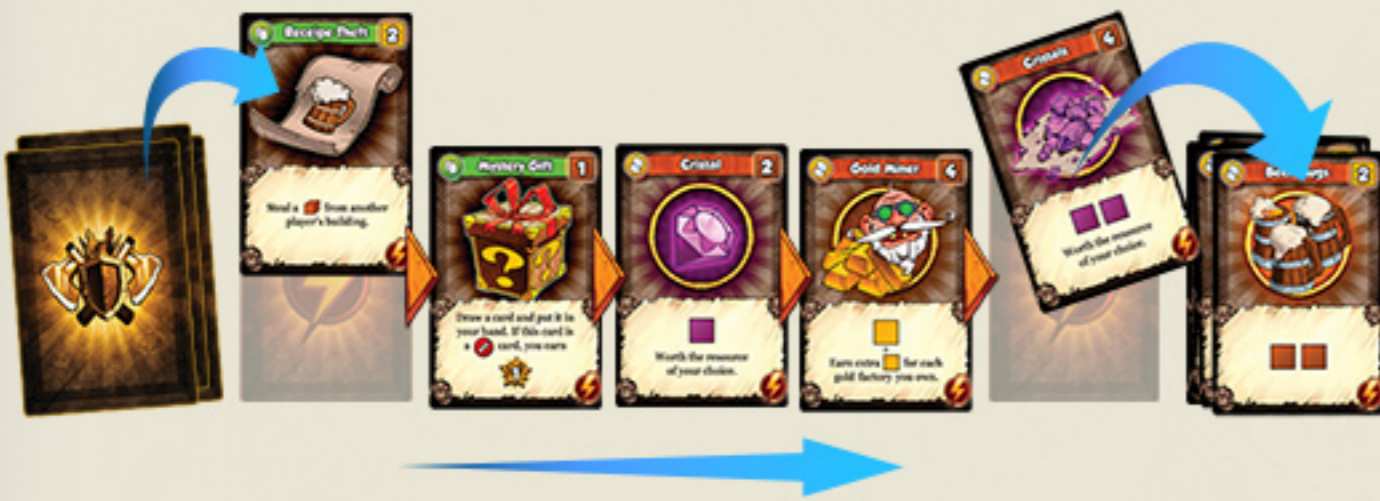 Receipe Theft 2
Steal a from another
player's building.
Mystery Gift 1
?
Draw a card and put it in
your hand. If this card is
a card, you earn
Cristal 2
Worth the resource
of your choice.
Gold Miner 4
Earn extra for each
gold factory you own.
Cristals 4
Worth the resource
of your choice.
2